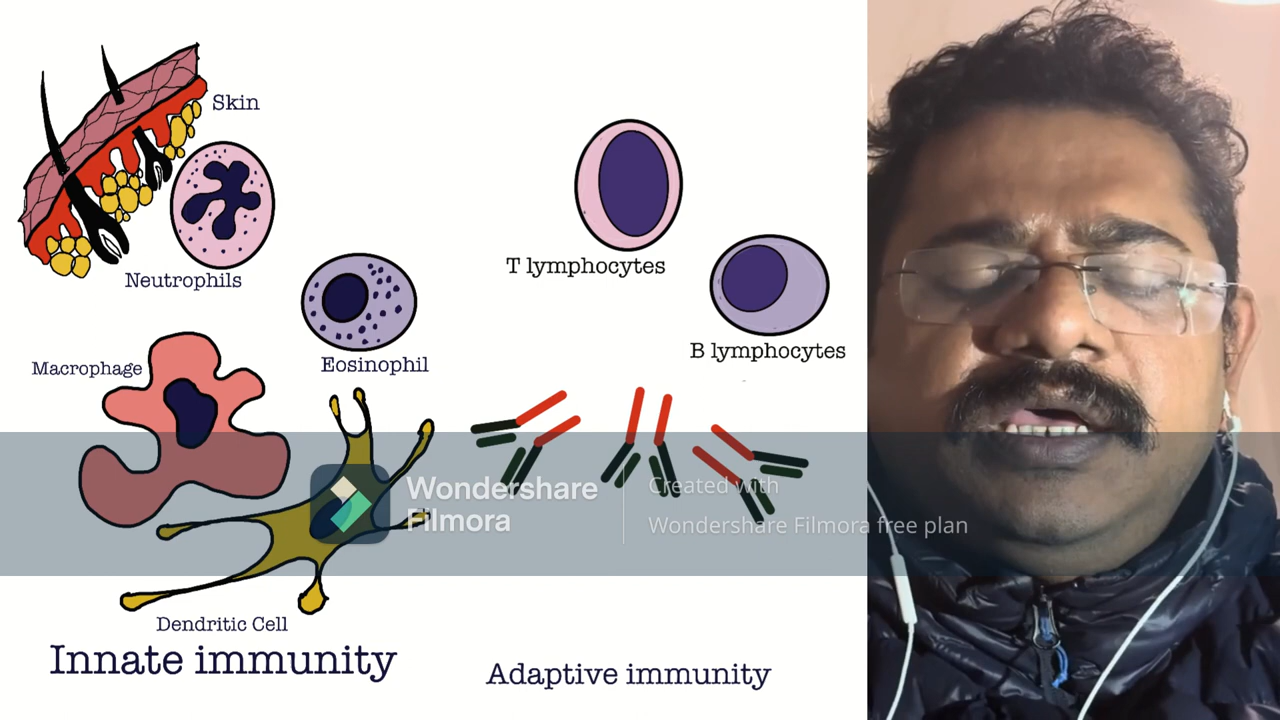 Skin
Neutrophils
Eosinophil
Macrophage
Dendritic Cell
Innate immunity
T lymphocytes
B lymphocytes
Adaptive immunity
Wondershare
Filmora
Created with
Wondershare Filmora free plan